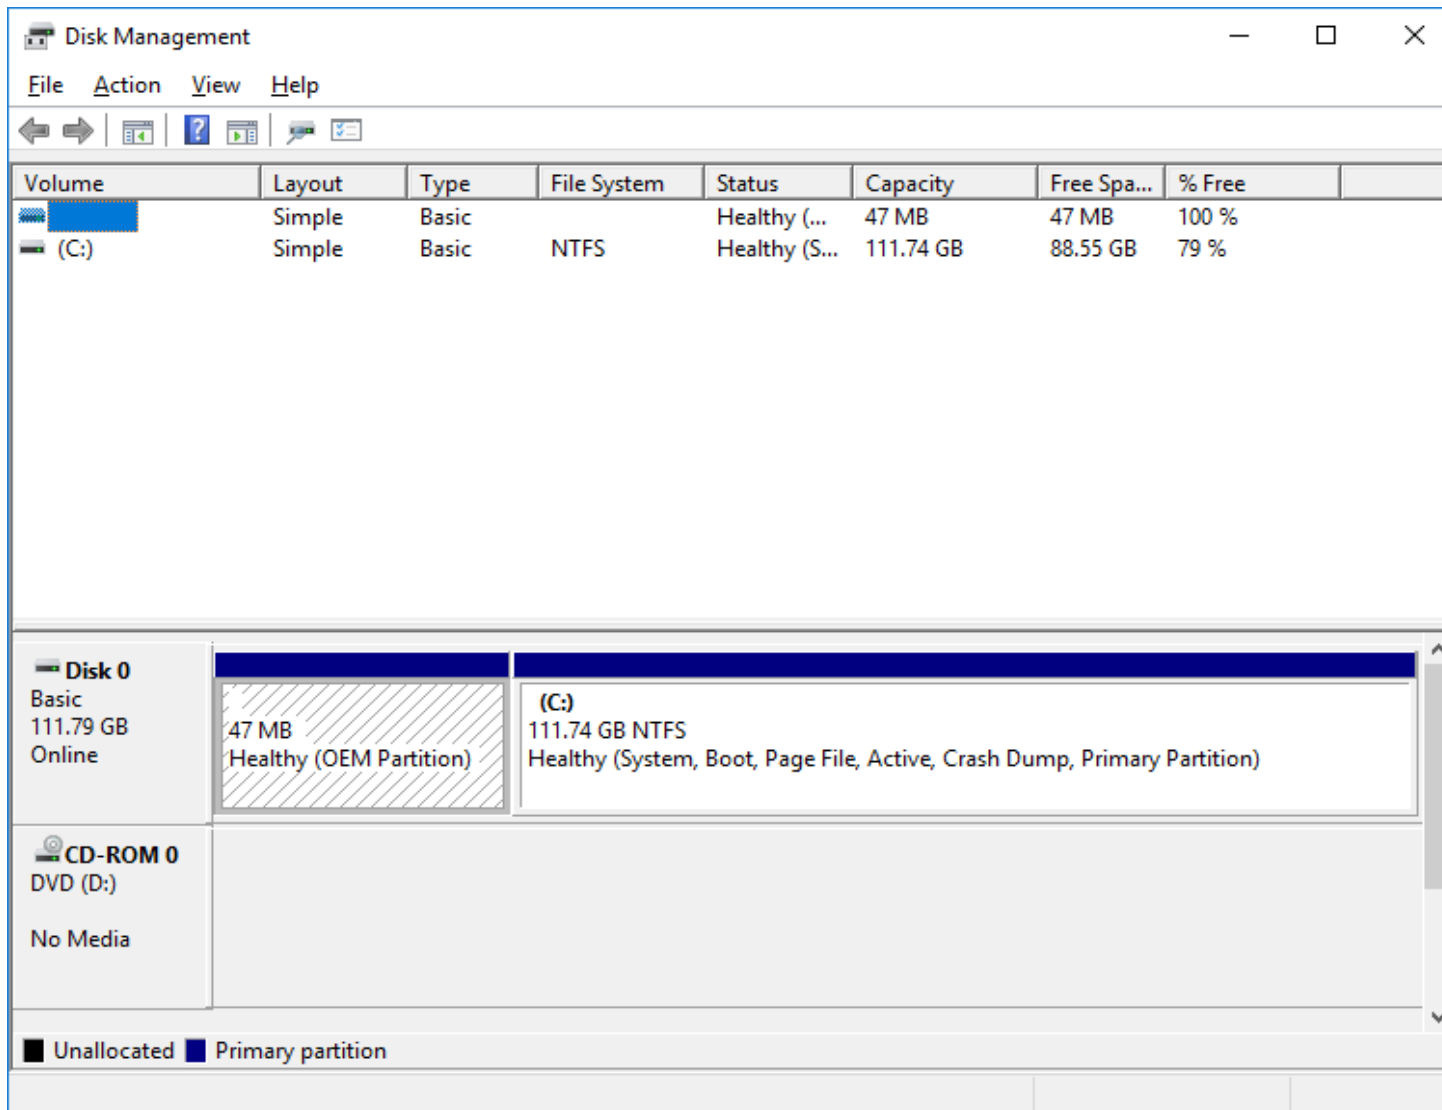 Disk Management
File Action View Help
Volume Layout Type File System Status Capacity Free Spa... % Free
Simple Basic Healthy (... 47 MB 47 MB 100 %
(C:) Simple Basic NTFS Healthy (S... 111.74 GB 88.55 GB 79 %
Disk 0
Basic
111.79 GB
Online
47 MB
Healthy (OEM Partition)
(C:)
111.74 GB NTFS
Healthy (System, Boot, Page File, Active, Crash Dump, Primary Partition)
CD-ROM 0
DVD (D:)
No Media
Unallocated Primary partition